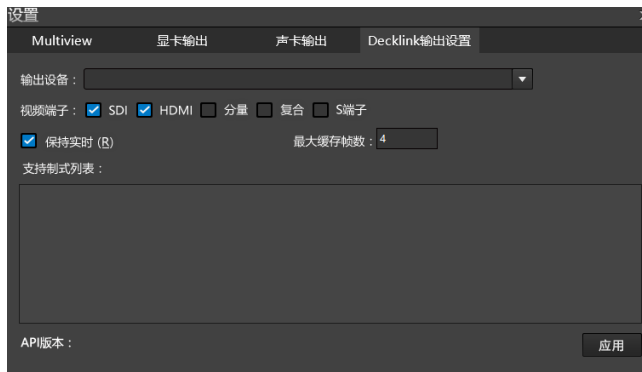 设置
Multiview 显卡输出 声卡输出 Decklink输出设置
输出设备：
视频端子： SDI HDMI 分量 复合 S端子
保持实时 (R) 最大缓存帧数： 4
支持制式列表：
API版本： 应用